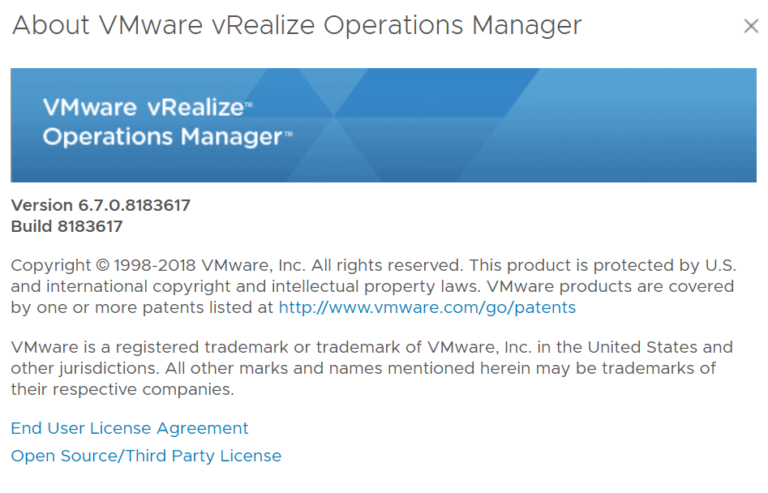 About VMware vRealize Operations Manager
VMware vRealize™
Operations Manager™
Version 6.7.0.8183617
Build 8183617
Copyright © 1998-2018 VMware, Inc. All rights reserved. This product is protected by U.S.
and international copyright and intellectual property laws. VMware products are covered
by one or more patents listed at http://www.vmware.com/go/patents
VMware is a registered trademark or trademark of VMware, Inc. in the United States and
other jurisdictions. All other marks and names mentioned herein may be trademarks of
their respective companies.
End User License Agreement
Open Source/Third Party License